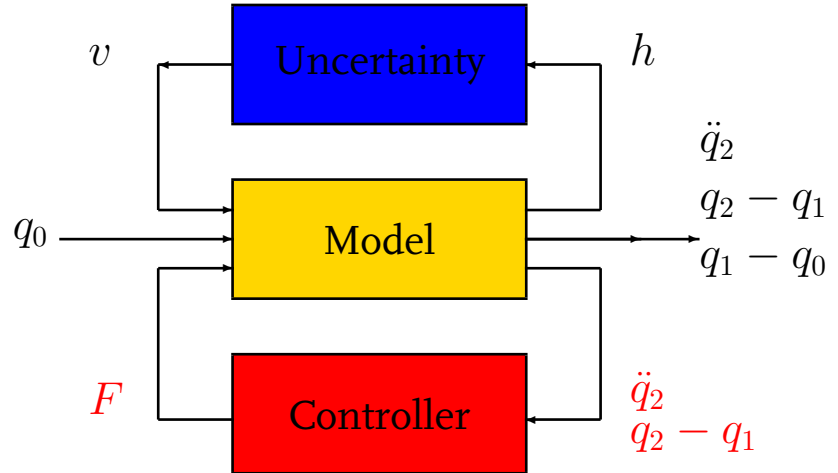 v
Uncertainty
h
q̈₂
q₂ − q₁
q₀
Model
q₁ − q₀
F
Controller
q̈₂
q₂ − q₁